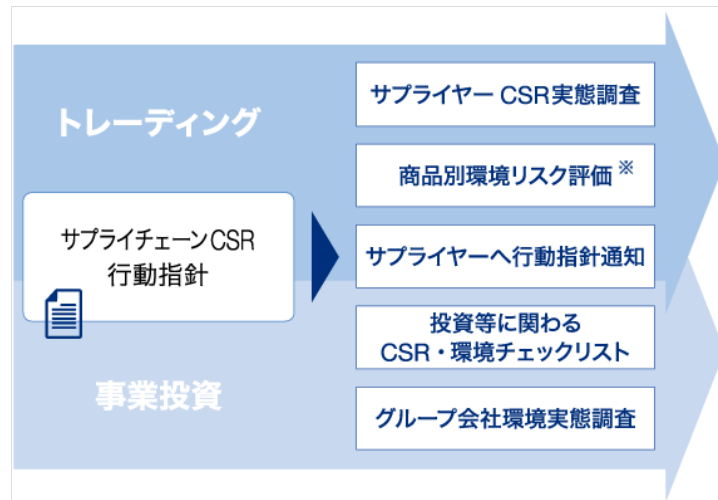 トレーディング
サプライチェーンCSR
行動指針
事業投資
サプライヤー CSR実態調査
商品別環境リスク評価※
サプライヤーへ行動指針通知
投資等に関わる
CSR・環境チェックリスト
グループ会社環境実態調査